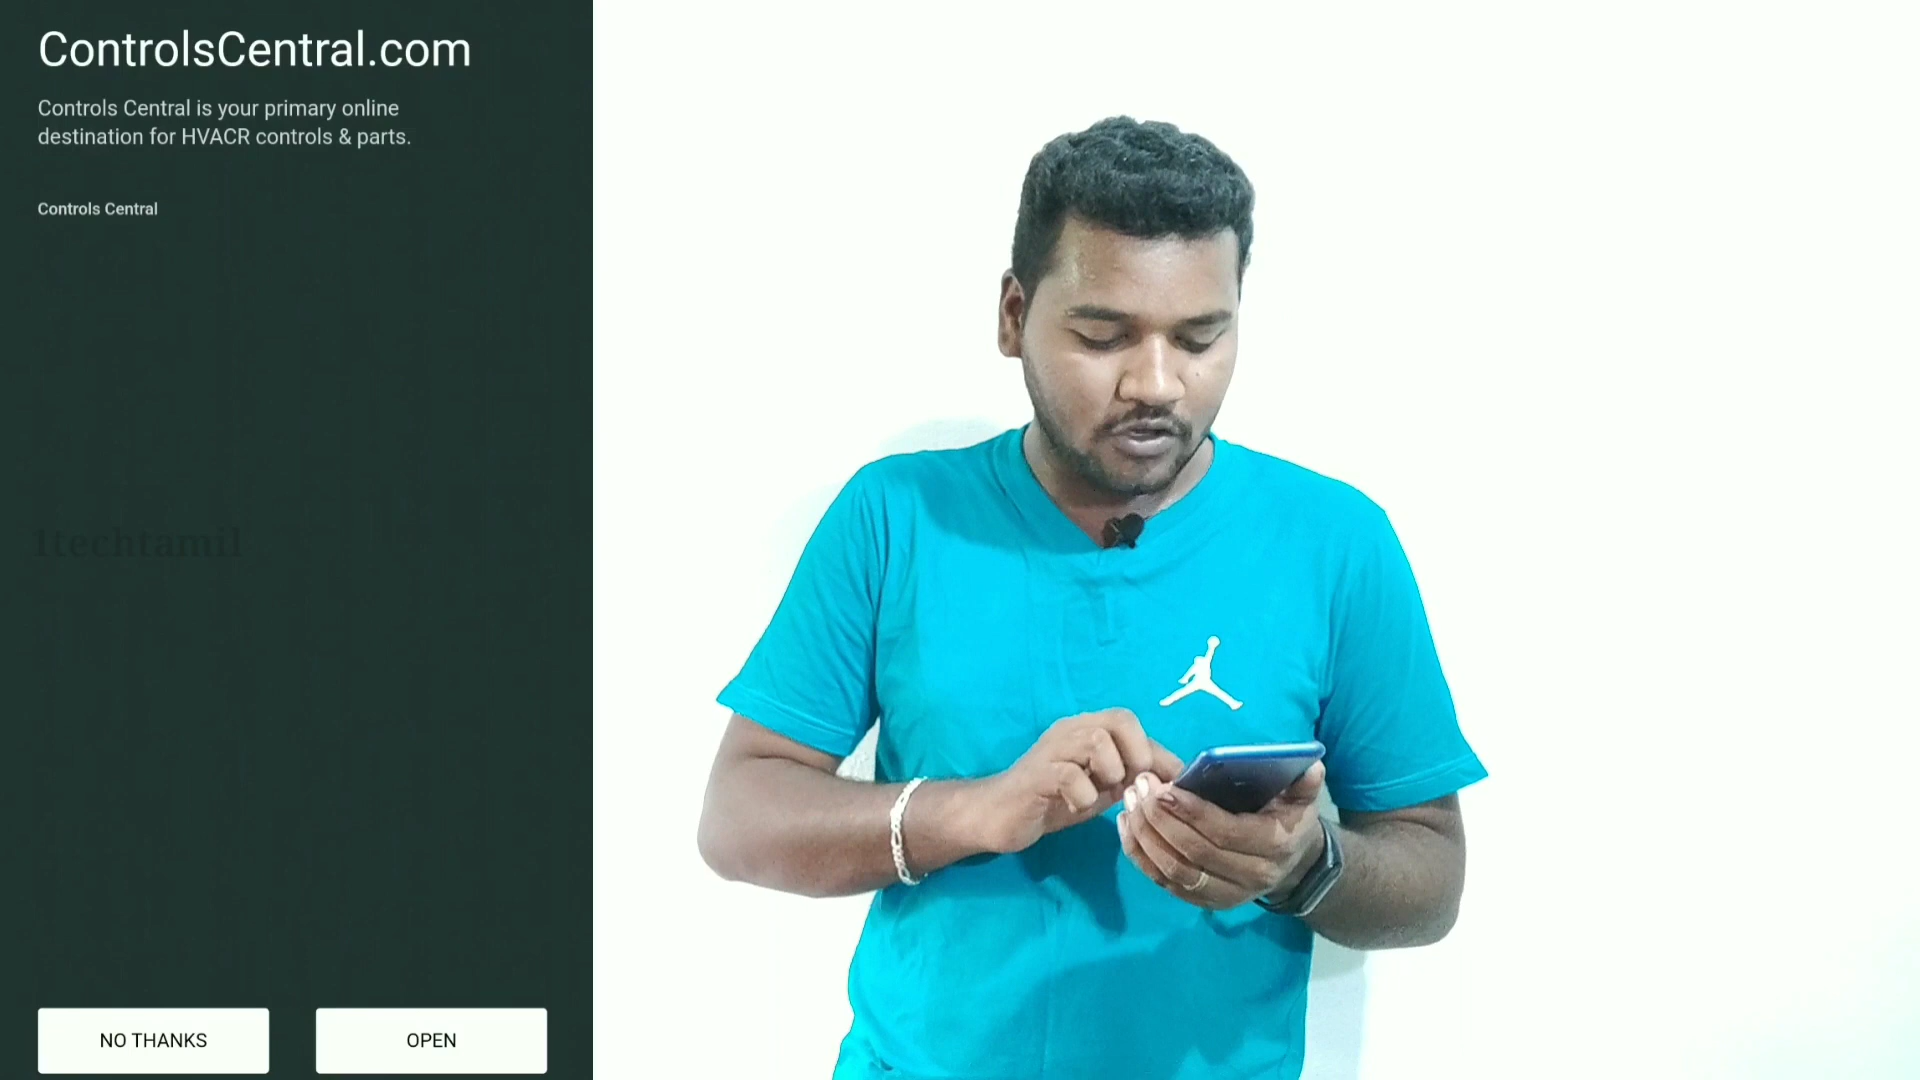 ControlsCentral.com
Controls Central is your primary online
destination for HVACR controls & parts.
Controls Central
Itechtamil
NO THANKS
OPEN